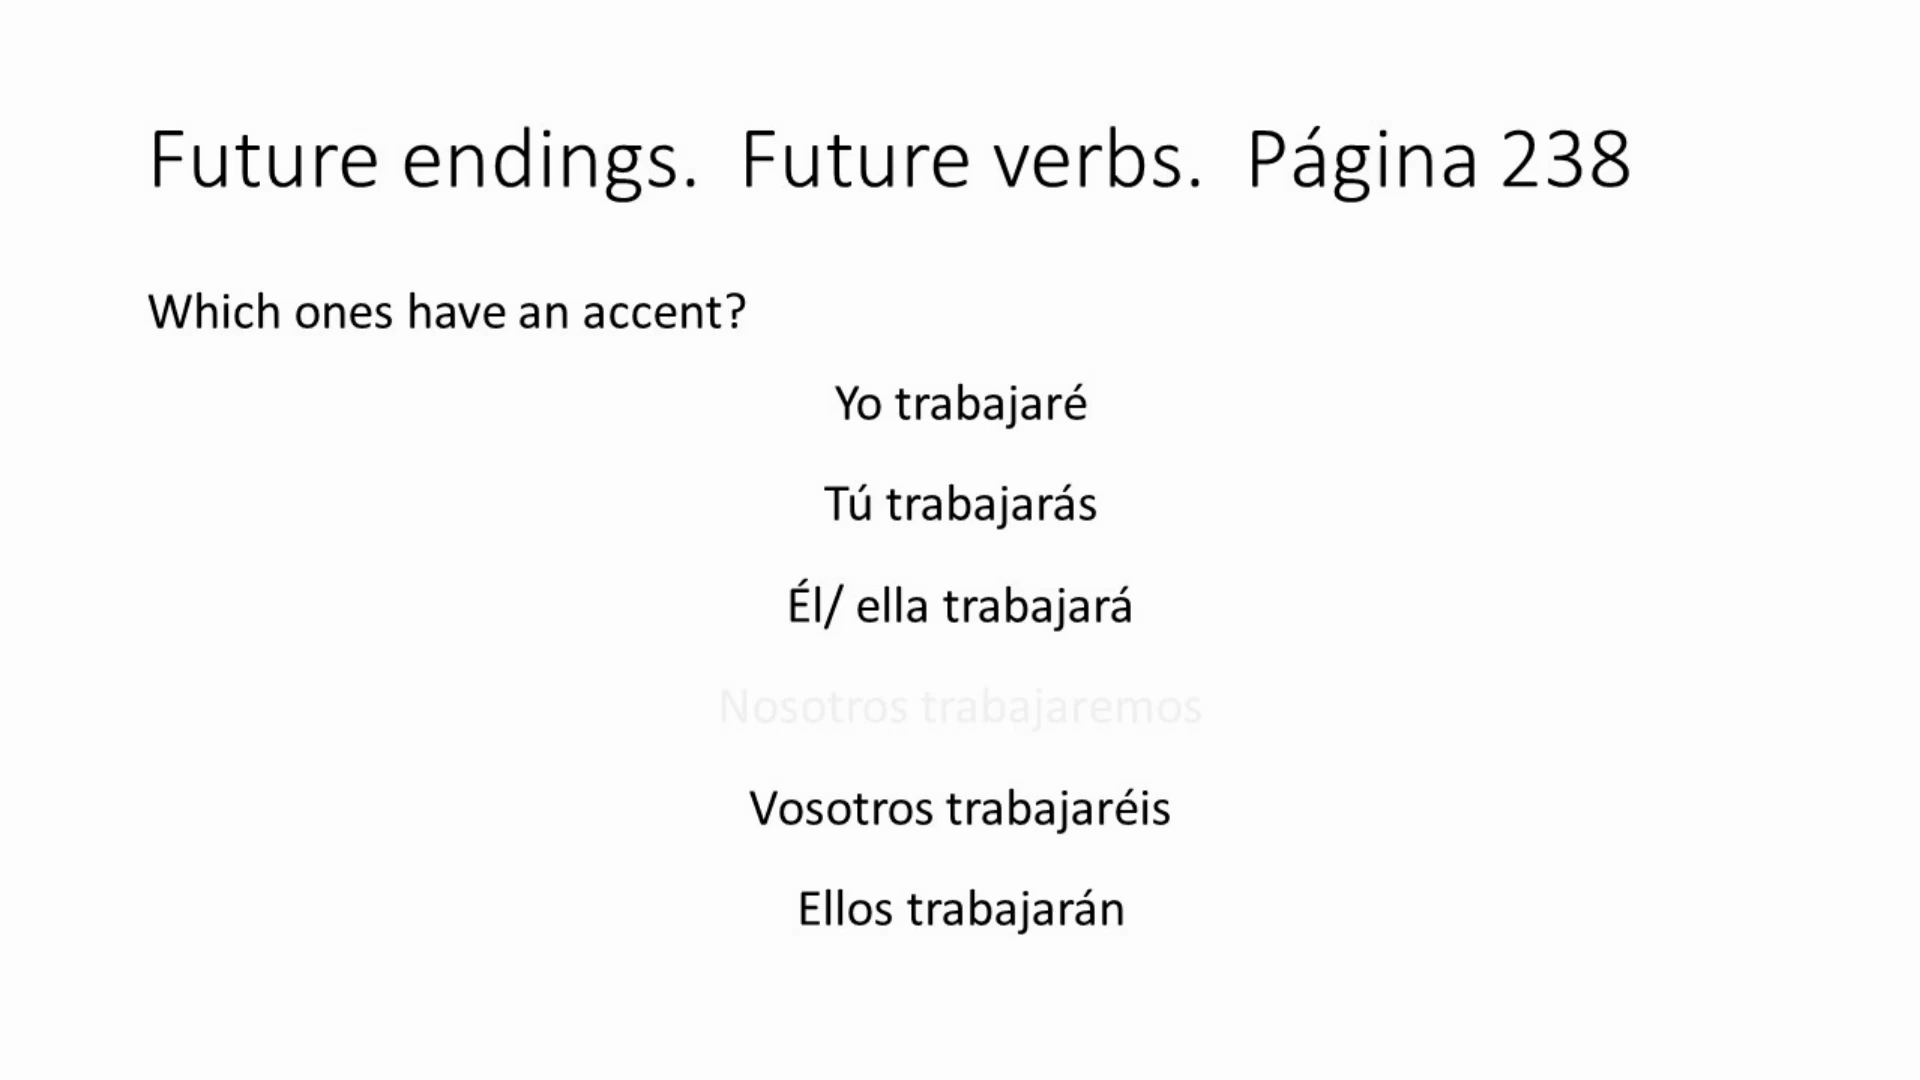 Future endings.  Future verbs.  Página 238
Which ones have an accent?
Yo trabajaré
Tú trabajarás
Él/ ella trabajará
Nosotros trabajaremos
Vosotros trabajaréis
Ellos trabajarán